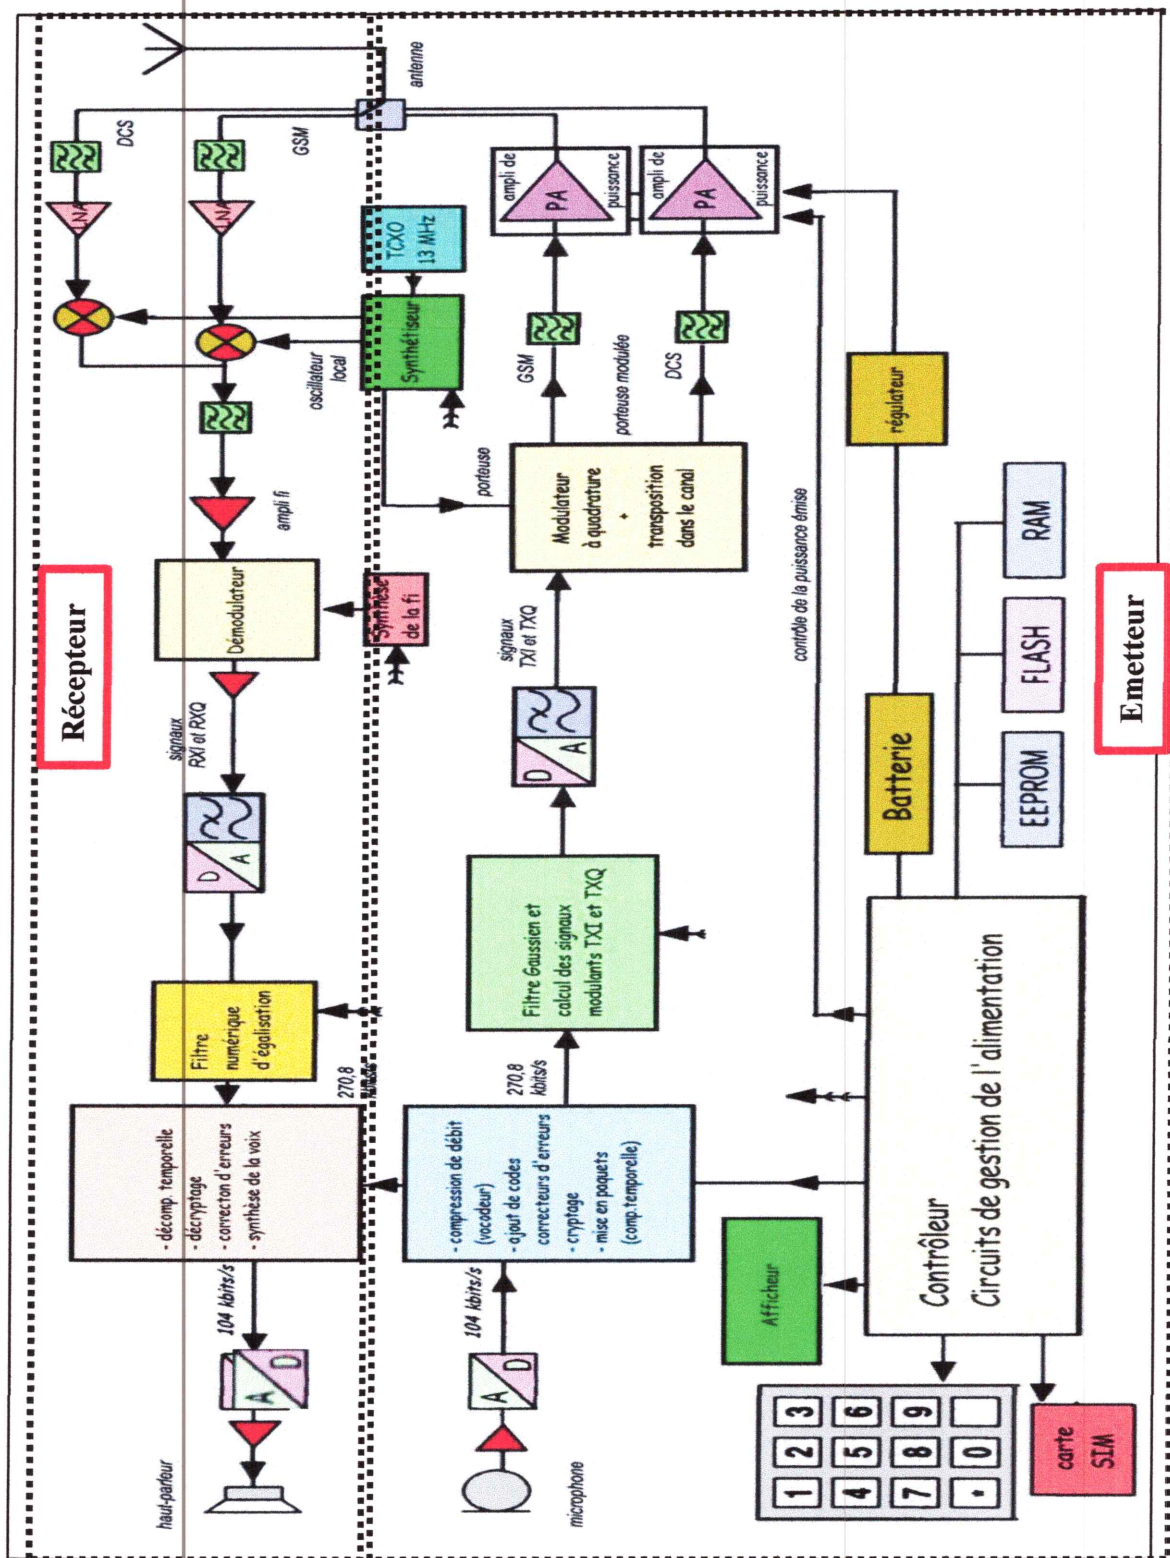 Récepteur
DCS
LNA
GSM
LNA
antenne
TCXO
13 MHz
Synthétiseur
oscillateur
local
ampli fi
Démodulateur
Synthèse
de la fi
signaux
RXI et RXQ
D
A
Filtre
numérique
d'égalisation
270,8
- décomp. temporelle
- décryptage
- correction d'erreurs
- synthèse de la voix
104 kbits/s
A
D
haut-parleur
microphone
A
D
104 kbits/s
- compression de débit
(vocodeur)
- ajout de codes
correcteurs d'erreurs
- cryptage
- mise en paquets
(comp.temporelle)
270,8
kbits/s
Filtre Gaussien et
calcul des signaux
modulants TXI et TXQ
D
A
signaux
TXI et TXQ
porteuse
Modulateur
à quadrature
+
transposition
dans le canal
GSM
porteuse modulée
DCS
ampli de
PA
puissance
ampli de
PA
puissance
contrôle de la puissance émise
régulateur
Batterie
EEPROM
FLASH
RAM
Contrôleur
Circuits de gestion de l'alimentation
Afficheur
1 2 3
4 5 6
7 8 9
* 0
carte
SIM
Emetteur